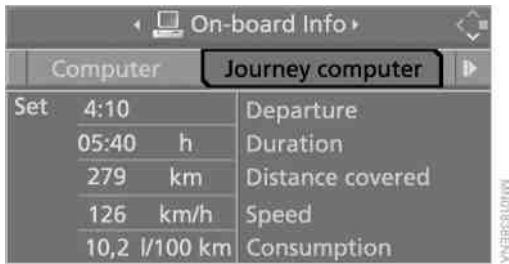 On-board Info
Computer Journey computer
Set 4:10 Departure
05:40 h Duration
279 km Distance covered
126 km/h Speed
10,2 l/100 km Consumption